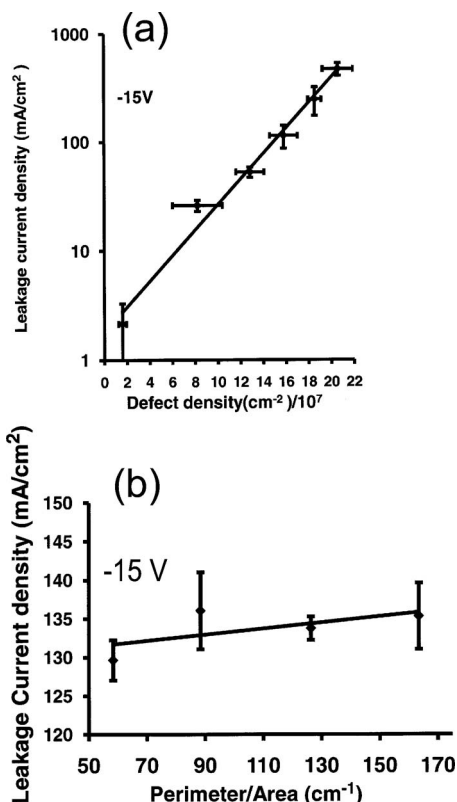 (a)
1000
-15V
100
10
1
Leakage current density (mA/cm²)
0 2 4 6 8 10 12 14 16 18 20 22
Defect density(cm⁻²)/10⁷
(b)
150
-15 V
145
140
135
130
125
120
Leakage Current density (mA/cm²)
50 70 90 110 130 150 170
Perimeter/Area (cm⁻¹)